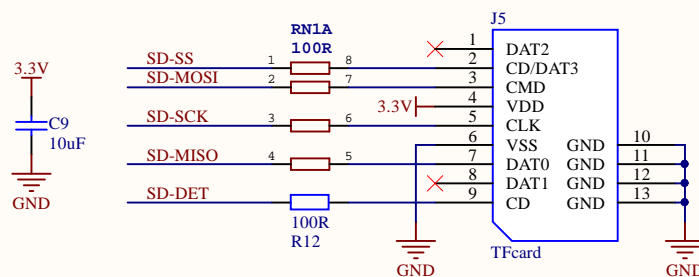 J5
RN1A
100R
SD-SS 1 8 1 DAT2
3.3V SD-MOSI 2 7 2 CD/DAT3
3 CMD
C9 3.3V 4 VDD
10uF SD-SCK 3 6 5 CLK
6 VSS GND 10
SD-MISO 4 5 7 DAT0 GND 11
GND 8 DAT1 GND 12
SD-DET 9 CD GND 13
100R
R12 TFcard
GND GND